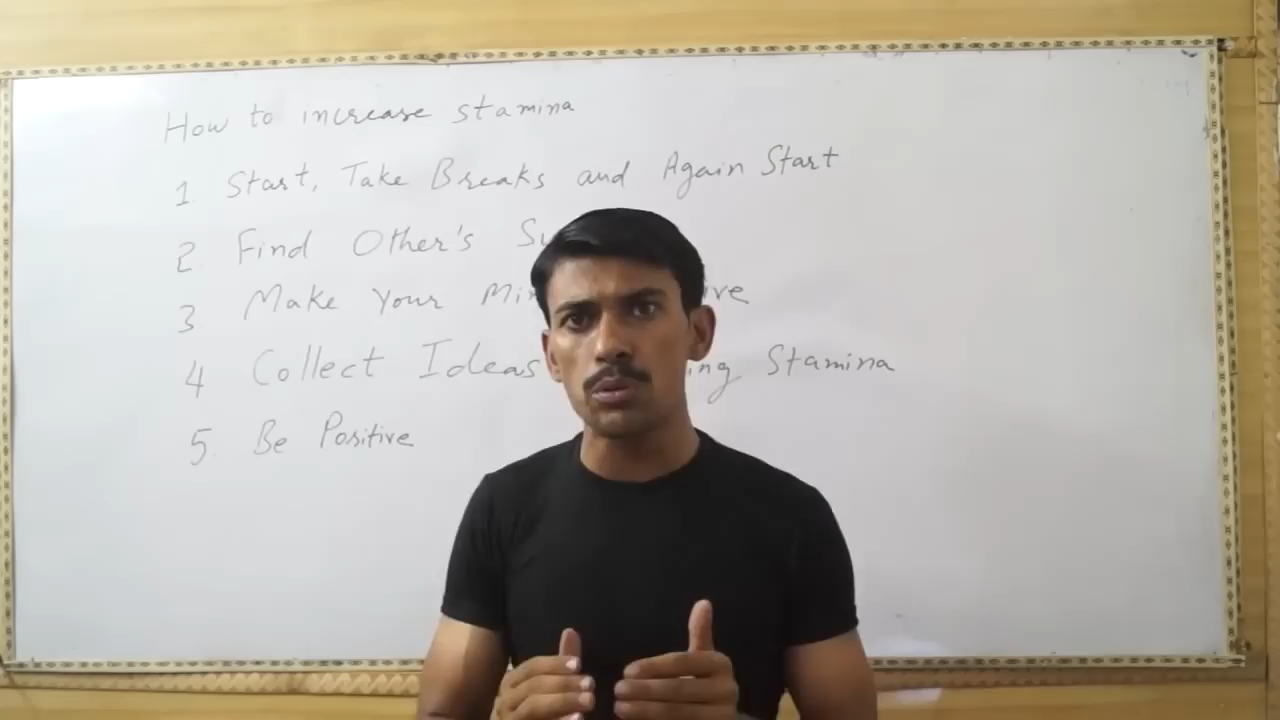 How to increase stamina
1. Start, Take Breaks and Again Start
2. Find Other's
3. Make Your
4. Collect Ideas Stamina
5. Be Positive